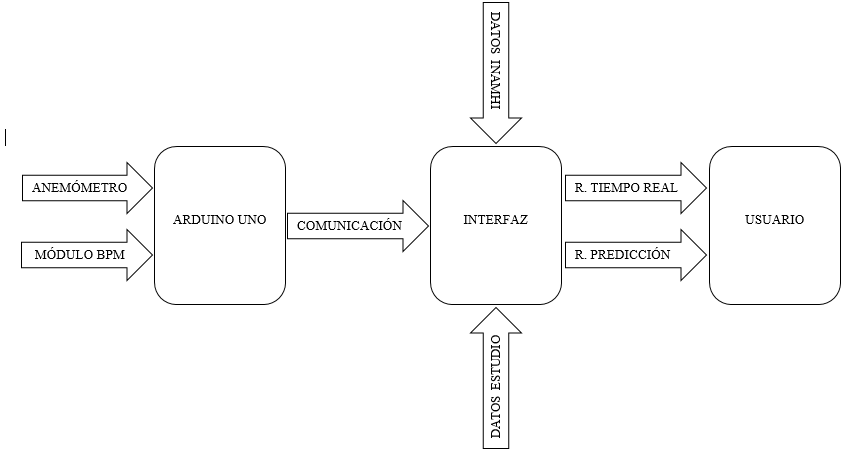 DATOS INAMHI
ANEMÓMETRO
ARDUINO UNO
INTERFAZ
R. TIEMPO REAL
USUARIO
COMUNICACIÓN
MÓDULO BPM
R. PREDICCIÓN
DATOS ESTUDIO